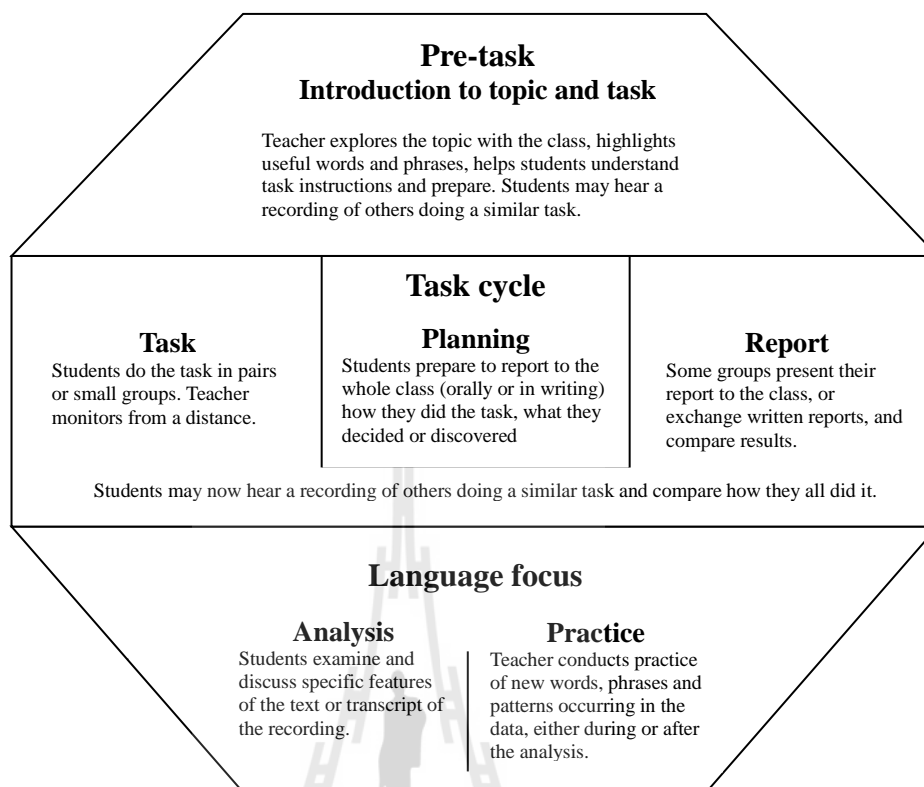 Pre-task
Introduction to topic and task
Teacher explores the topic with the class, highlights
useful words and phrases, helps students understand
task instructions and prepare. Students may hear a
recording of others doing a similar task.
Task cycle
Task
Students do the task in pairs
or small groups. Teacher
monitors from a distance.
Planning
Students prepare to report to the
whole class (orally or in writing)
how they did the task, what they
decided or discovered
Report
Some groups present their
report to the class, or
exchange written reports, and
compare results.
Students may now hear a recording of others doing a similar task and compare how they all did it.
Language focus
Analysis
Students examine and
discuss specific features
of the text or transcript of
the recording.
Practice
Teacher conducts practice
of new words, phrases and
patterns occurring in the
data, either during or after
the analysis.